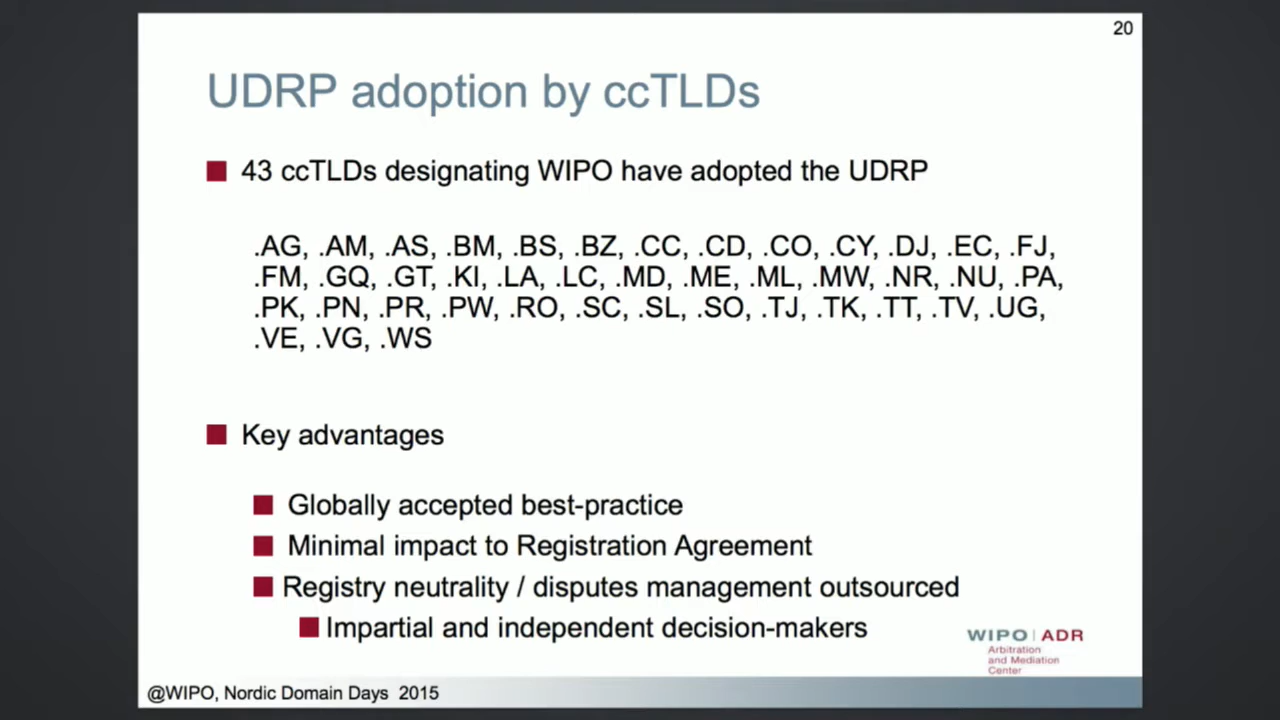 20
UDRP adoption by ccTLDs
43 ccTLDs designating WIPO have adopted the UDRP
.AG, .AM, .AS, .BM, .BS, .BZ, .CC, .CD, .CO, .CY, .DJ, .EC, .FJ,
.FM, .GQ, .GT, .KI, .LA, .LC, .MD, .ME, .ML, .MW, .NR, .NU, .PA,
.PK, .PN, .PR, .PW, .RO, .SC, .SL, .SO, .TJ, .TK, .TT, .TV, .UG,
.VE, .VG, .WS
Key advantages
Globally accepted best-practice
Minimal impact to Registration Agreement
Registry neutrality / disputes management outsourced
Impartial and independent decision-makers
WIPO | ADR
Arbitration
and Mediation
Center
@WIPO, Nordic Domain Days 2015